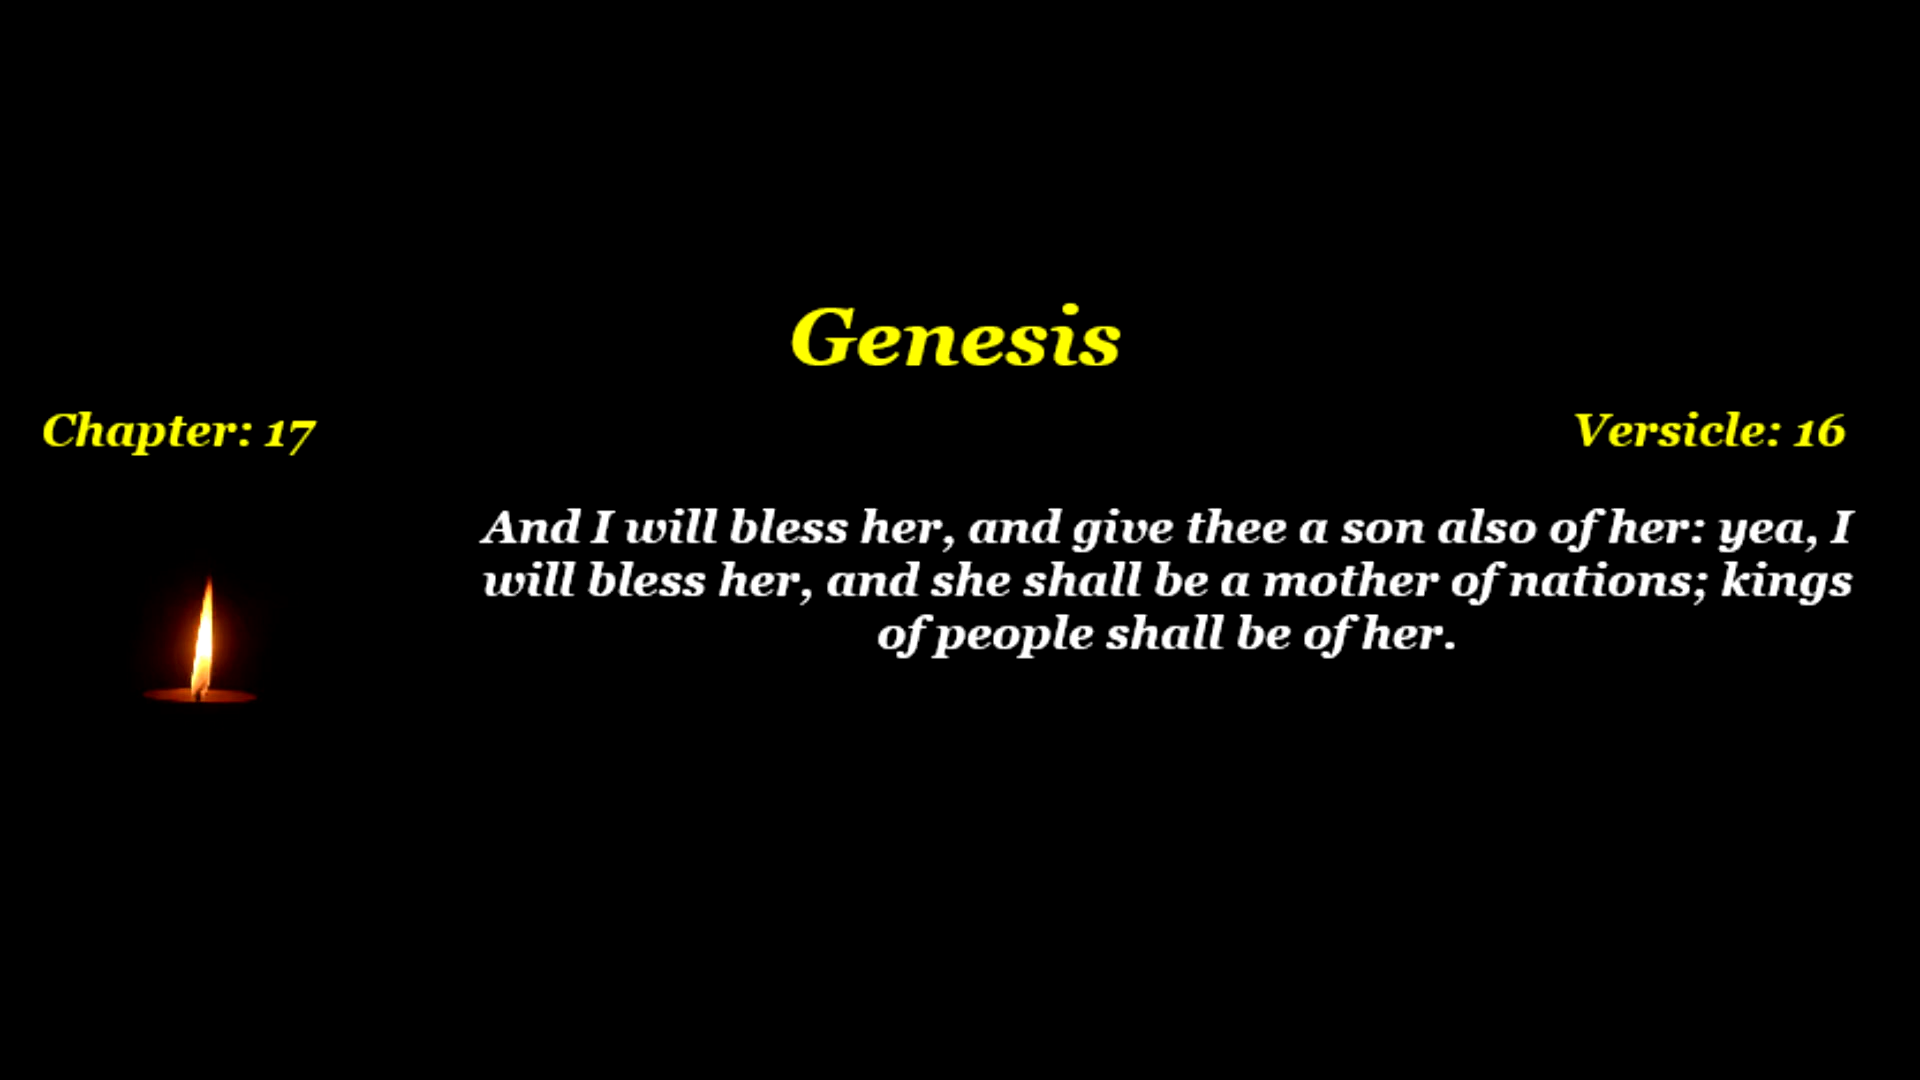 Genesis
Chapter: 17
Versicle: 16
And I will bless her, and give thee a son also of her: yea, I
will bless her, and she shall be a mother of nations; kings
of people shall be of her.